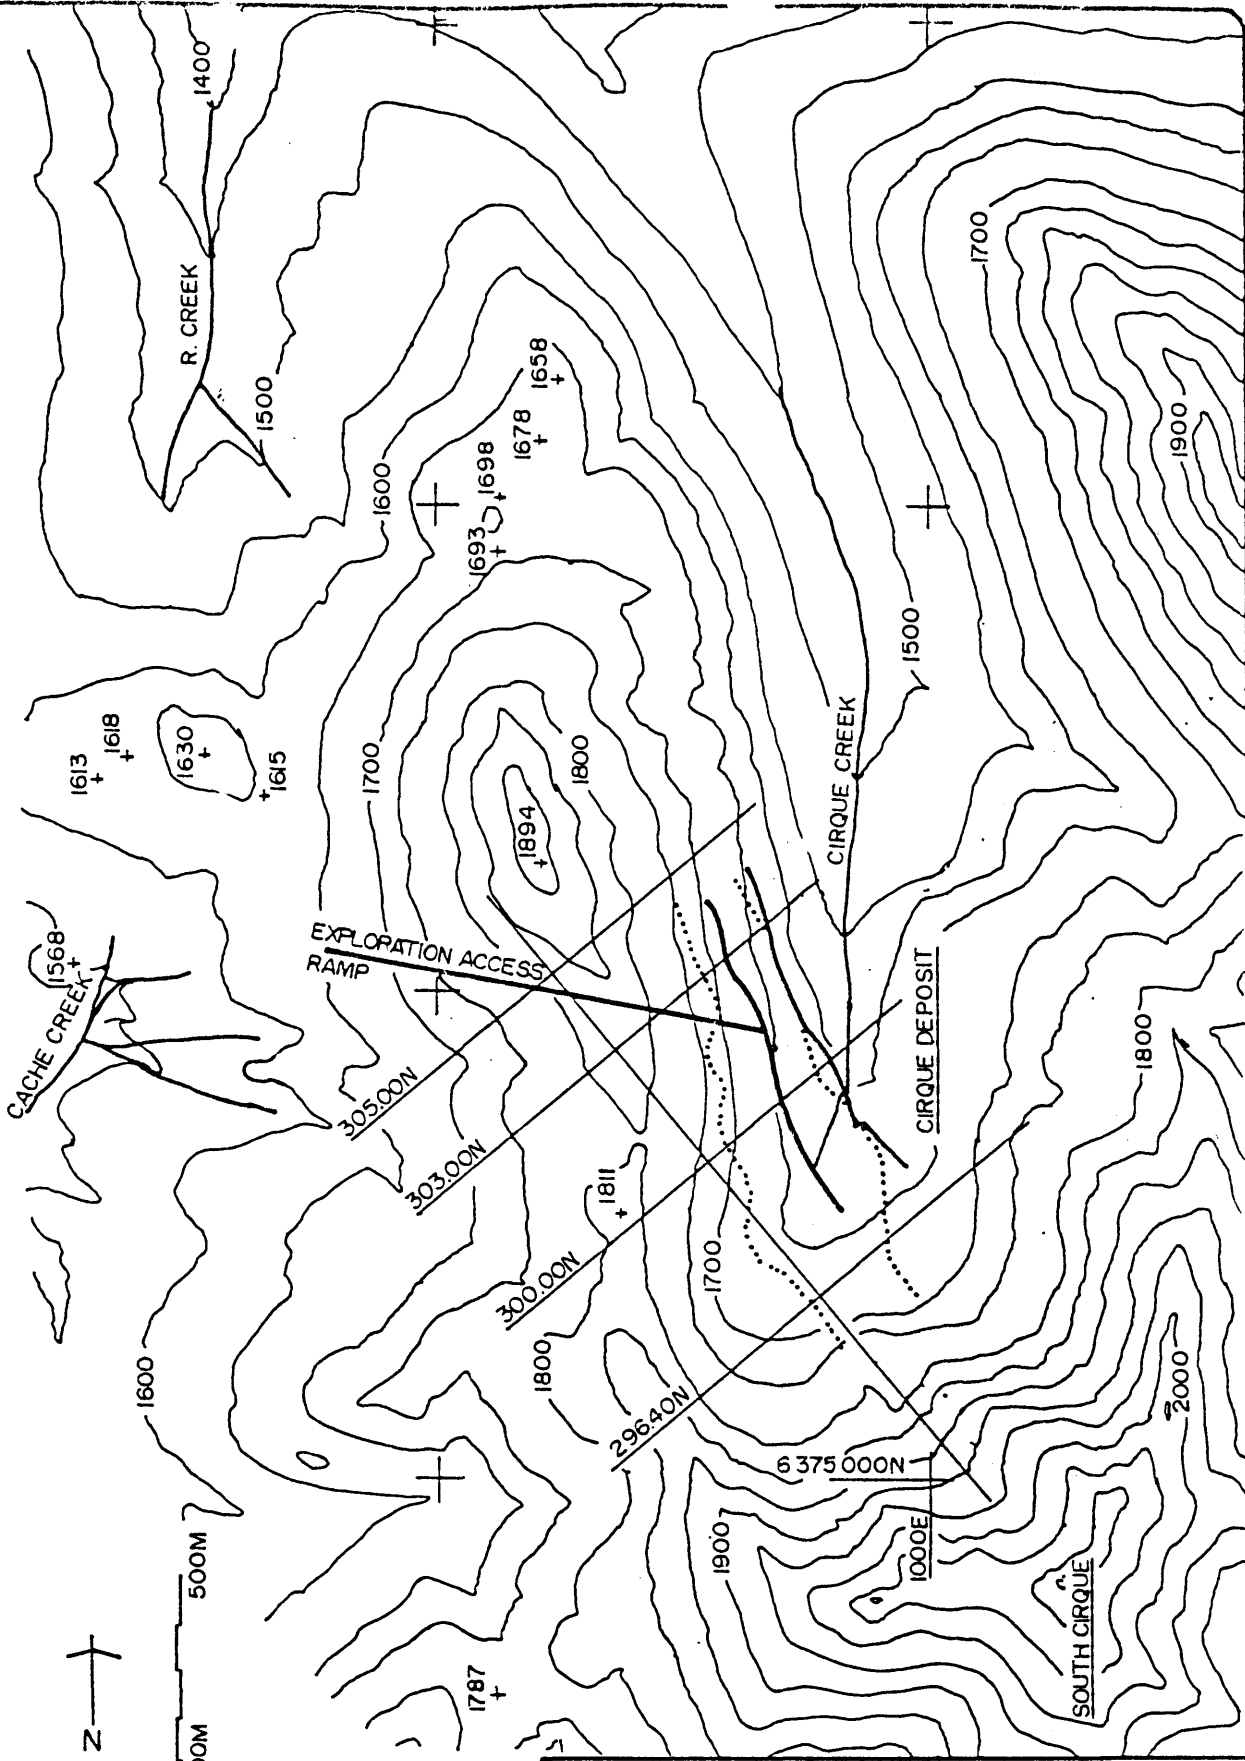 1400
R. CREEK
1500
1600
1658
1678
1698
1693
1700
1900
1613
1618
1630
1615
1700
1800
1894
1500
CIRQUE CREEK
1568
CACHE CREEK
EXPLORATION ACCESS
RAMP
305.00N
303.00N
300.00N
296.40N
CIRQUE DEPOSIT
1800
1811
1700
1600
1800
2000
6 375 000N
1000E
1900
SOUTH CIRQUE
1787
500M
N